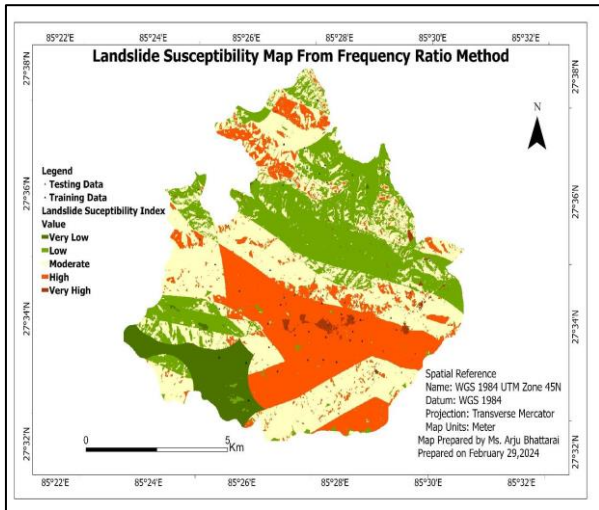 85°22'E 85°24'E 85°26'E 85°28'E 85°30'E 85°32'E
Landslide Susceptibility Map From Frequency Ratio Method
27°38'N
27°38'N
N
Legend
Testing Data
Training Data
Landslide Suceptibility Index
Value
Very Low
Low
Moderate
High
Very High
27°36'N
27°36'N
27°34'N
27°34'N
27°32'N
27°32'N
Spatial Reference
Name: WGS 1984 UTM Zone 45N
Datum: WGS 1984
Projection: Transverse Mercator
Map Units: Meter
Map Prepared by Ms. Arju Bhattarai
Prepared on February 29,2024
0 5
Km
85°22'E 85°24'E 85°26'E 85°28'E 85°30'E 85°32'E